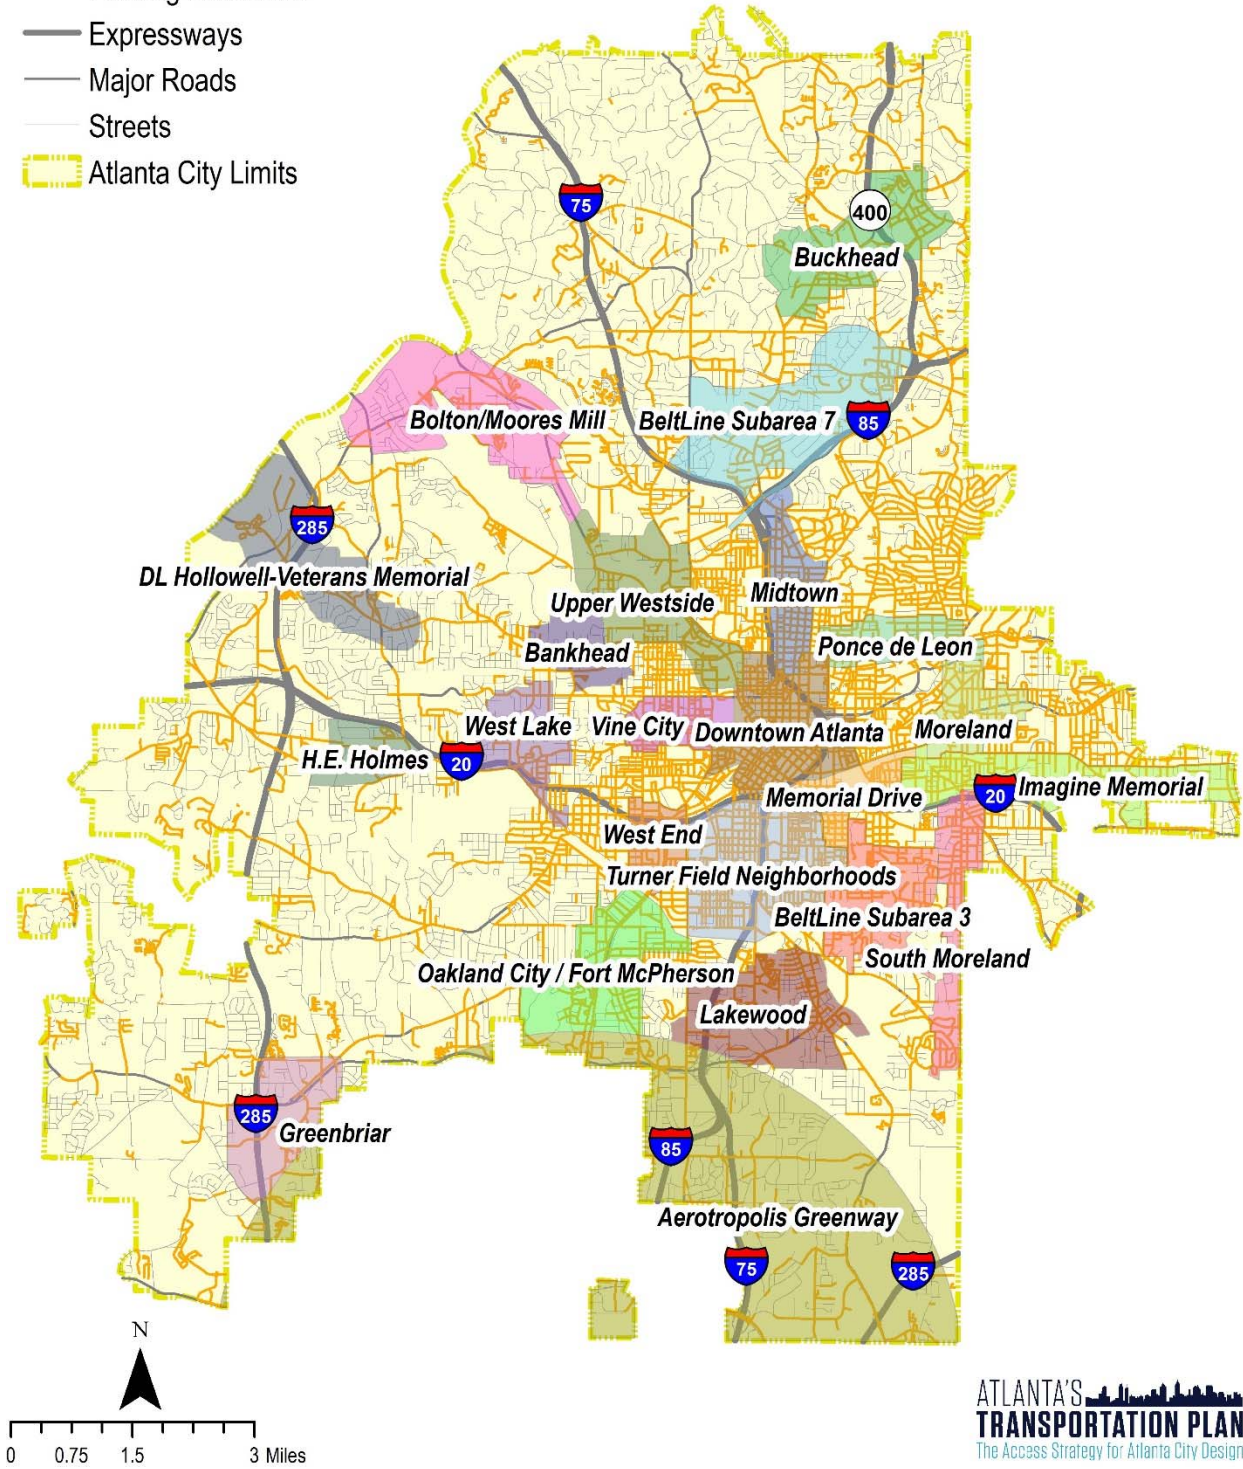 Expressways
Major Roads
Streets
Atlanta City Limits
75
400
Buckhead
Bolton/Moores Mill
BeltLine Subarea 7
85
285
DL Hollowell-Veterans Memorial
Upper Westside
Midtown
Bankhead
Ponce de Leon
West Lake
Vine City
Downtown Atlanta
Moreland
H.E. Holmes
20
Memorial Drive
20
Imagine Memorial
West End
Turner Field Neighborhoods
BeltLine Subarea 3
South Moreland
Oakland City / Fort McPherson
Lakewood
285
Greenbriar
85
Aerotropolis Greenway
75
285
N
0 0.75 1.5 3 Miles
ATLANTA'S
TRANSPORTATION PLAN
The Access Strategy for Atlanta City Design